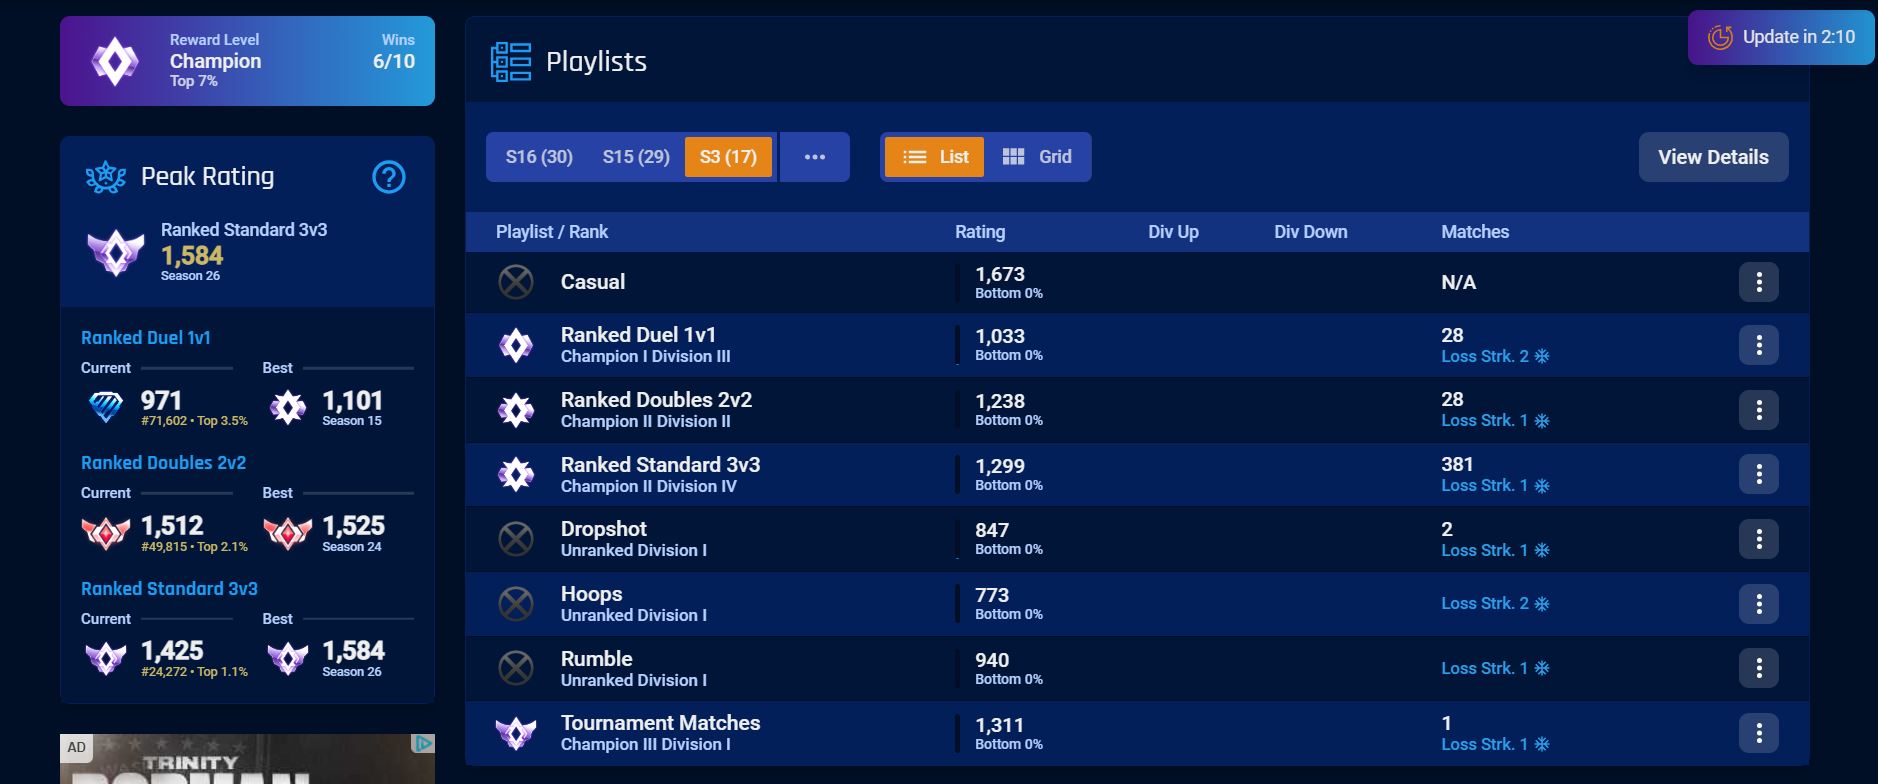 Reward Level
Wins
Champion
6/10
Top 7%
Peak Rating
Ranked Standard 3v3
1,584
Season 26
Ranked Duel 1v1
Current
Best
971
1,101
#71,602 • Top 3.5%
Season 15
Ranked Doubles 2v2
Current
Best
1,512
1,525
#49,815 • Top 2.1%
Season 24
Ranked Standard 3v3
Current
Best
1,425
1,584
#24,272 • Top 1.1%
Season 26
AD
TRINITY
Playlists
Update in 2:10
S16 (30)
S15 (29)
S3 (17)
List
Grid
View Details
Playlist / Rank
Rating
Div Up
Div Down
Matches
Casual
1,673
Bottom 0%
N/A
Ranked Duel 1v1
Champion I Division III
1,033
Bottom 0%
28
Loss Strk. 2
Ranked Doubles 2v2
Champion II Division II
1,238
Bottom 0%
28
Loss Strk. 1
Ranked Standard 3v3
Champion II Division IV
1,299
Bottom 0%
381
Loss Strk. 1
Dropshot
Unranked Division I
847
Bottom 0%
2
Loss Strk. 1
Hoops
Unranked Division I
773
Bottom 0%
Loss Strk. 2
Rumble
Unranked Division I
940
Bottom 0%
Loss Strk. 1
Tournament Matches
Champion III Division I
1,311
Bottom 0%
1
Loss Strk. 1